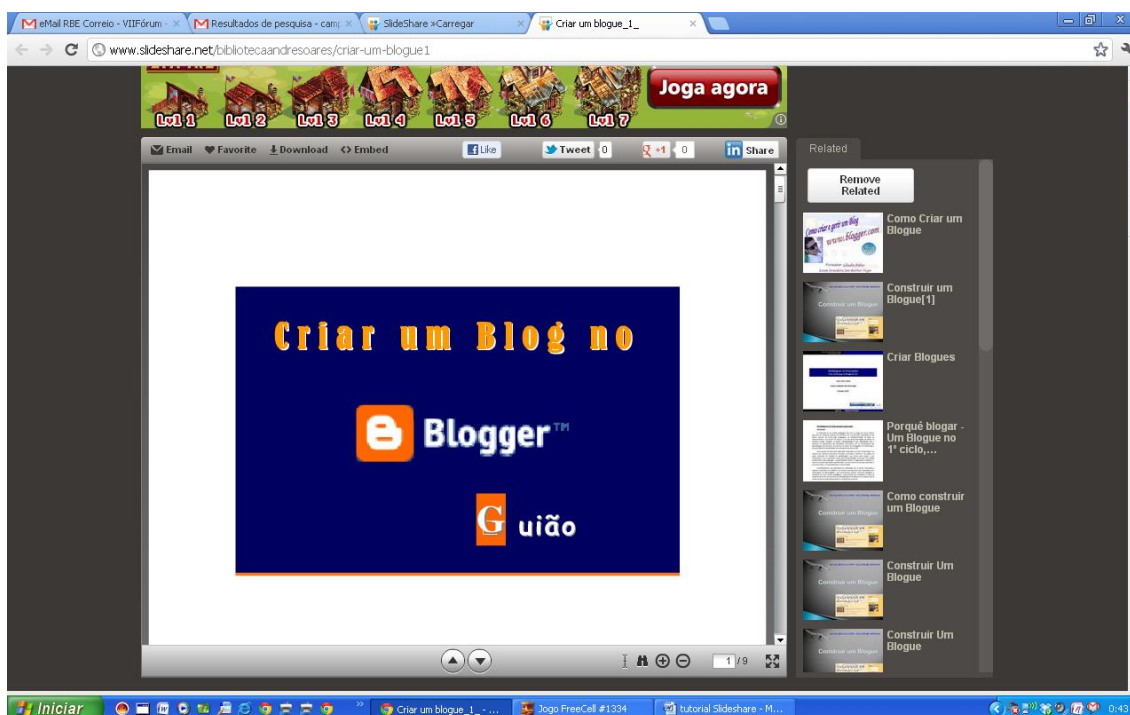 eMail RBE Correio - VIIFórum -
Resultados de pesquisa - camp
SlideShare »Carregar
Criar um blogue_1_
www.slideshare.net/bibliotecaandresoares/criar-um-blogue1
Lvl 1
Lvl 2
Lvl 3
Lvl 4
Lvl 5
Lvl 6
Lvl 7
Joga agora
Email
Favorite
Download
Embed
Like
Tweet 0
+1 0
in Share
Related
Remove
Related
Criar um Blog no
Blogger™
Guião
Como Criar um
Blogue
Construir um
Blogue[1]
Criar Blogues
Porquê blogar -
Um Blogue no
1º ciclo,...
Como construir
um Blogue
Construir Um
Blogue
Construir Um
Blogue
1 /9
Iniciar
Criar um blogue_1_ - ...
Jogo FreeCell #1334
tutorial Slideshare - M...
0:43